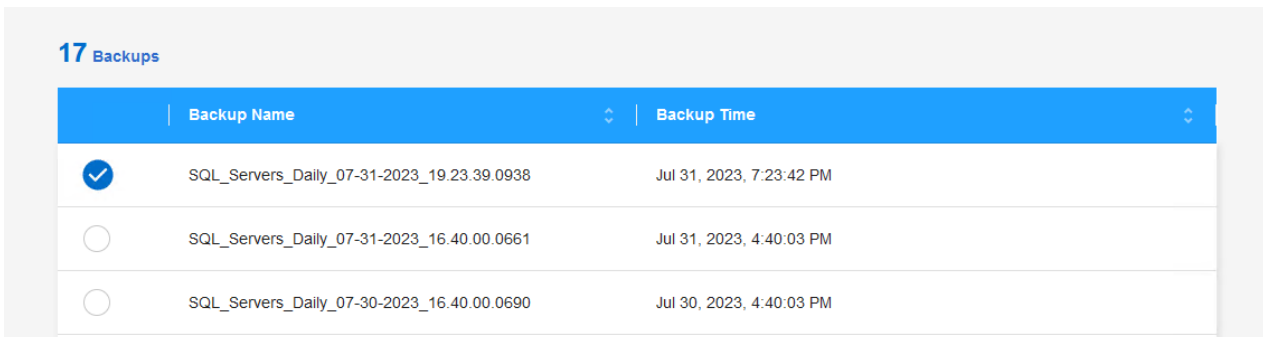 17 Backups
Backup Name Backup Time
SQL_Servers_Daily_07-31-2023_19.23.39.0938 Jul 31, 2023, 7:23:42 PM
SQL_Servers_Daily_07-31-2023_16.40.00.0661 Jul 31, 2023, 4:40:03 PM
SQL_Servers_Daily_07-30-2023_16.40.00.0690 Jul 30, 2023, 4:40:03 PM